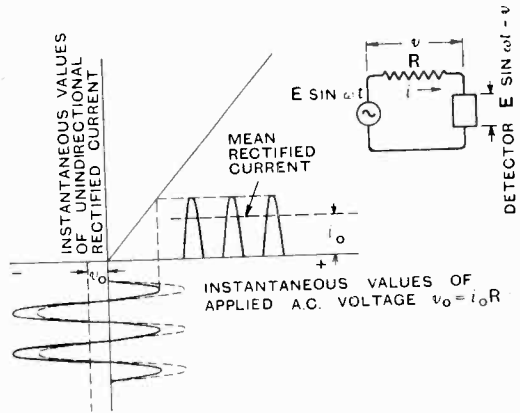 INSTANTANEOUS VALUES
OF UNINDIRECTIONAL
RECTIFIED CURRENT
v
R
i
E SIN ωt
DETECTOR E SIN ωt - v
MEAN
RECTIFIED
CURRENT
i₀
-
v₀
+
INSTANTANEOUS VALUES OF
APPLIED A.C. VOLTAGE v₀ = i₀R